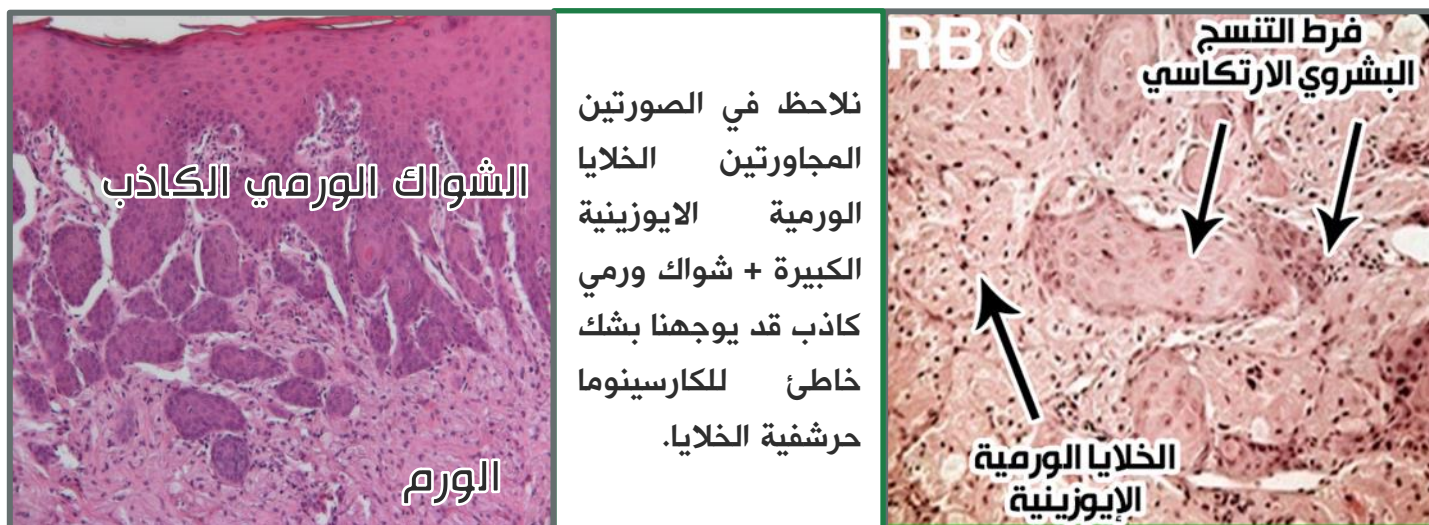 فرط التنسج
البشروي الارتكاسي
RBO
الخلايا الورمية
الإيوزينية
نلاحظ في الصورتين
المجاورتين الخلايا
الورمية الايوزينية
الكبيرة + شواك ورمي
كاذب قد يوجهنا بشك
خاطئ للكارسينوما
حرشفية الخلايا.
الشواك الورمي الكاذب
الورم